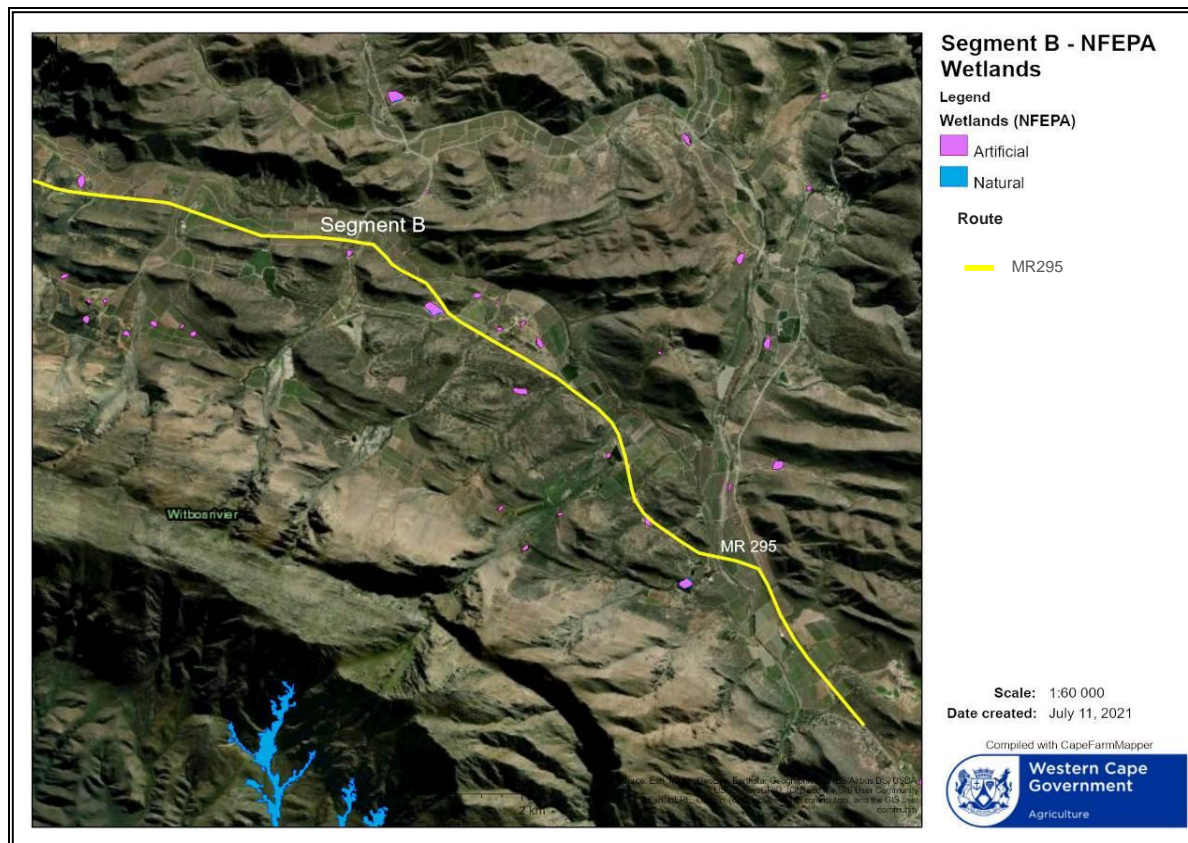 Segment B - NFEPA
Wetlands
Legend
Wetlands (NFEPA)
Artificial
Natural
Route
MR295
Segment B
MR 295
Witbosrivier
2 km
community
Scale: 1:60 000
Date created: July 11, 2021
Compiled with CapeFarmMapper
Western Cape
Government
Agriculture